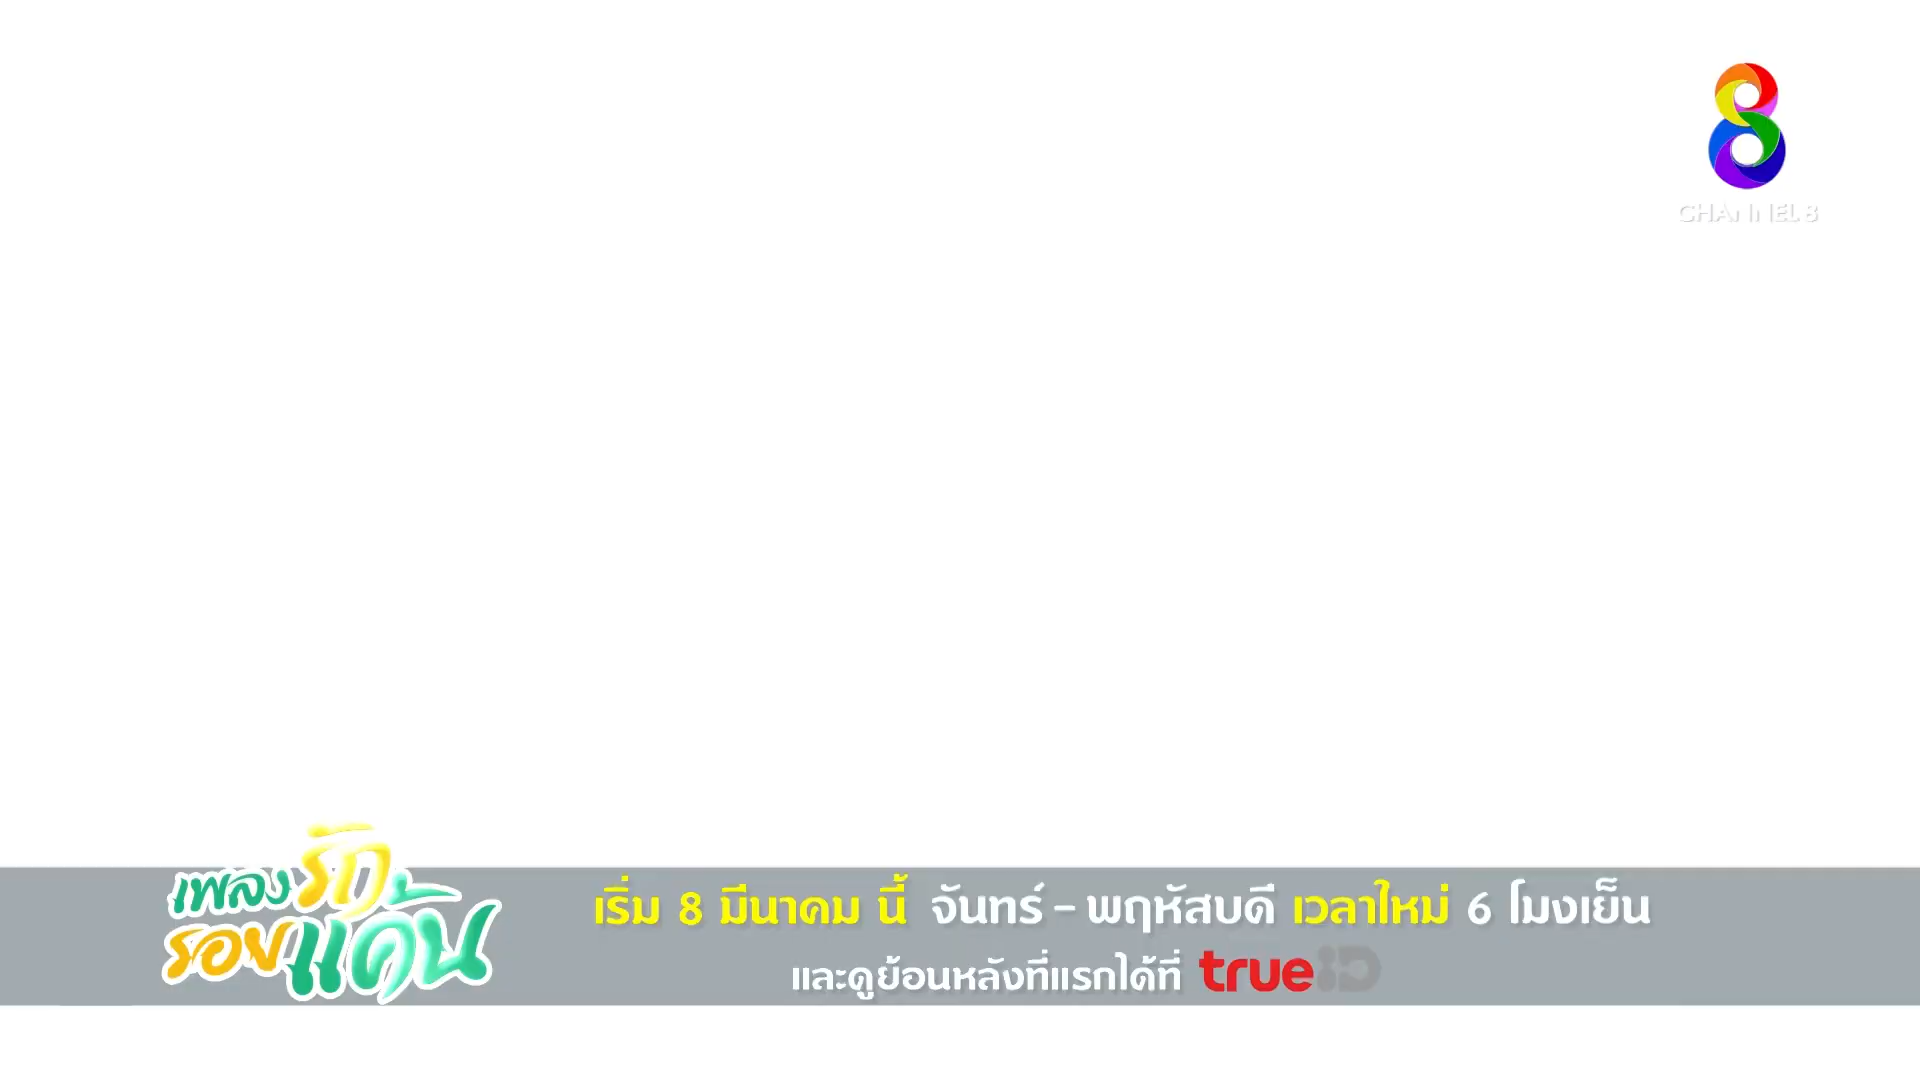 8
CHANNEL 8
เพลงรัก
รอยแค้น
เริ่ม 8 มีนาคม นี้ จันทร์ - พฤหัสบดี เวลาใหม่ 6 โมงเย็น
และดูย้อนหลังที่แรกได้ที่ trueID